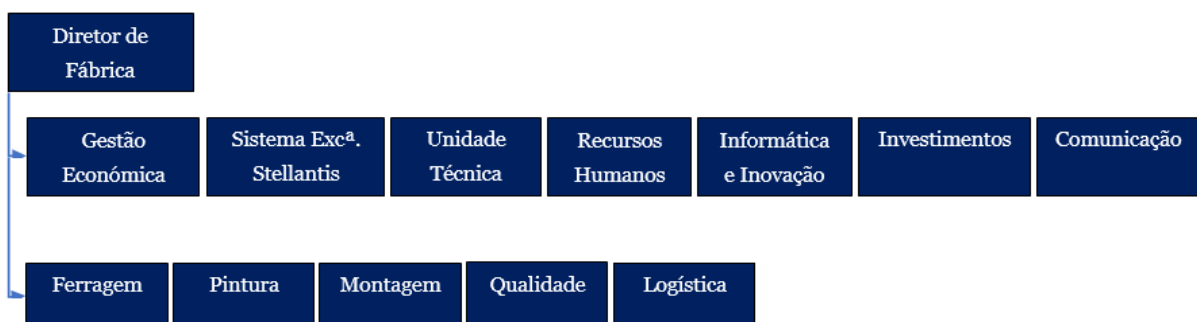 Diretor de
Fábrica
Gestão
Económica
Sistema Excª.
Stellantis
Unidade
Técnica
Recursos
Humanos
Informática
e Inovação
Investimentos
Comunicação
Ferragem
Pintura
Montagem
Qualidade
Logística